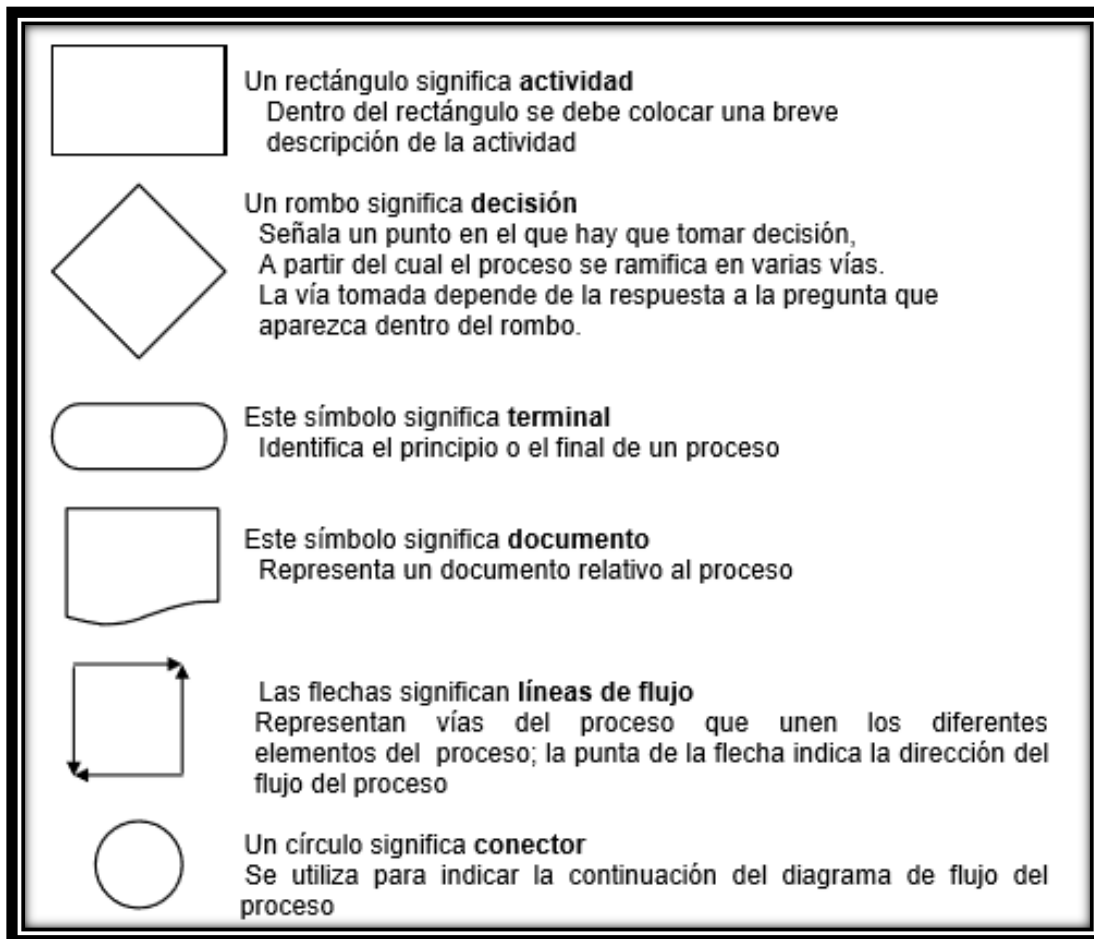 Un rectángulo significa actividad
Dentro del rectángulo se debe colocar una breve
descripción de la actividad
Un rombo significa decisión
Señala un punto en el que hay que tomar decisión,
A partir del cual el proceso se ramifica en varias vías.
La vía tomada depende de la respuesta a la pregunta que
aparezca dentro del rombo.
Este símbolo significa terminal
Identifica el principio o el final de un proceso
Este símbolo significa documento
Representa un documento relativo al proceso
Las flechas significan líneas de flujo
Representan vías del proceso que unen los diferentes
elementos del proceso; la punta de la flecha indica la dirección del
flujo del proceso
Un círculo significa conector
Se utiliza para indicar la continuación del diagrama de flujo del
proceso